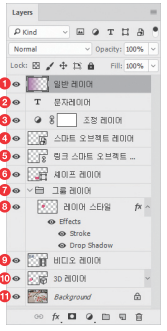 Layers
Kind
Normal Opacity: 100%
Lock: Fill: 100%
1 일반 레이어
2 T 문자레이어
3 조정 레이어
4 스마트 오브젝트 레이어
5 링크 스마트 오브젝트 ...
6 셰이프 레이어
7 그룹 레이어
8 레이어 스타일 fx
Effects
Stroke
Drop Shadow
9 비디오 레이어
10 3D 레이어
11 Background
fx